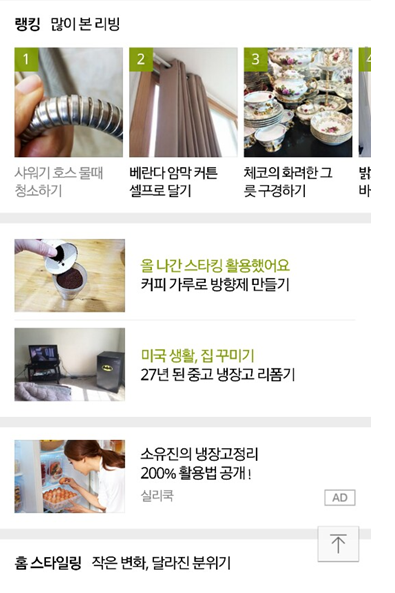 랭킹 많이 본 리빙
1
2
3
4
샤워기 호스 물때
청소하기
베란다 암막 커튼
셀프로 달기
체코의 화려한 그
릇 구경하기
밝
바
올 나간 스타킹 활용했어요
커피 가루로 방향제 만들기
미국 생활, 집 꾸미기
27년 된 중고 냉장고 리폼기
소유진의 냉장고정리
200% 활용법 공개!
실리쿡
AD
홈 스타일링 작은 변화, 달라진 분위기